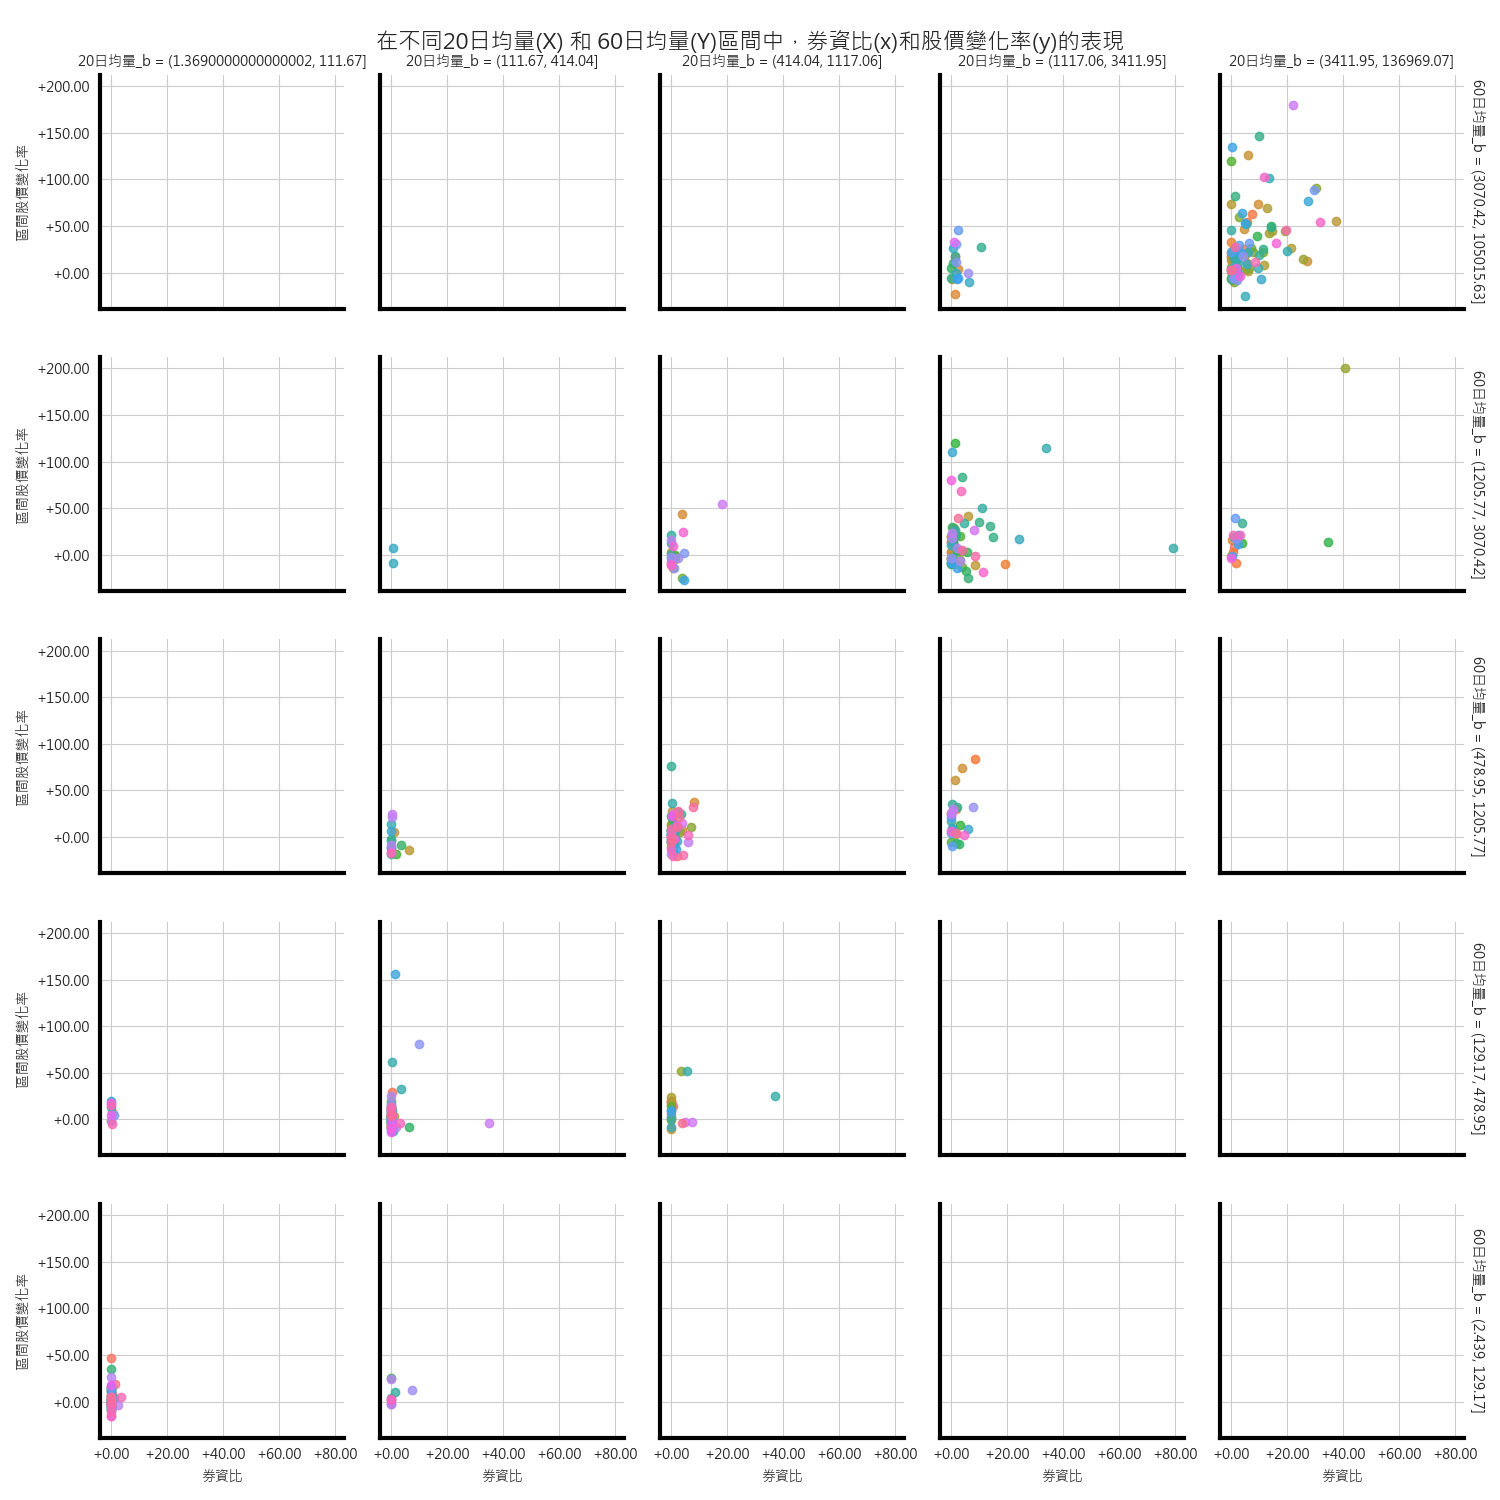 在不同20日均量(X) 和 60日均量(Y)區間中，券資比(x)和股價變化率(y)的表現
20日均量_b = (1.3690000000000002, 111.67]
20日均量_b = (111.67, 414.04]
20日均量_b = (414.04, 1117.06]
20日均量_b = (1117.06, 3411.95]
20日均量_b = (3411.95, 136969.07]
區間股價變化率
+200.00
+150.00
+100.00
+50.00
+0.00
60日均量_b = (3070.42, 105015.63]
區間股價變化率
+200.00
+150.00
+100.00
+50.00
+0.00
60日均量_b = (1205.77, 3070.42]
區間股價變化率
+200.00
+150.00
+100.00
+50.00
+0.00
60日均量_b = (478.95, 1205.77]
區間股價變化率
+200.00
+150.00
+100.00
+50.00
+0.00
60日均量_b = (129.17, 478.95]
區間股價變化率
+200.00
+150.00
+100.00
+50.00
+0.00
60日均量_b = (2.439, 129.17]
+0.00 +20.00 +40.00 +60.00 +80.00
券資比
+0.00 +20.00 +40.00 +60.00 +80.00
券資比
+0.00 +20.00 +40.00 +60.00 +80.00
券資比
+0.00 +20.00 +40.00 +60.00 +80.00
券資比
+0.00 +20.00 +40.00 +60.00 +80.00
券資比